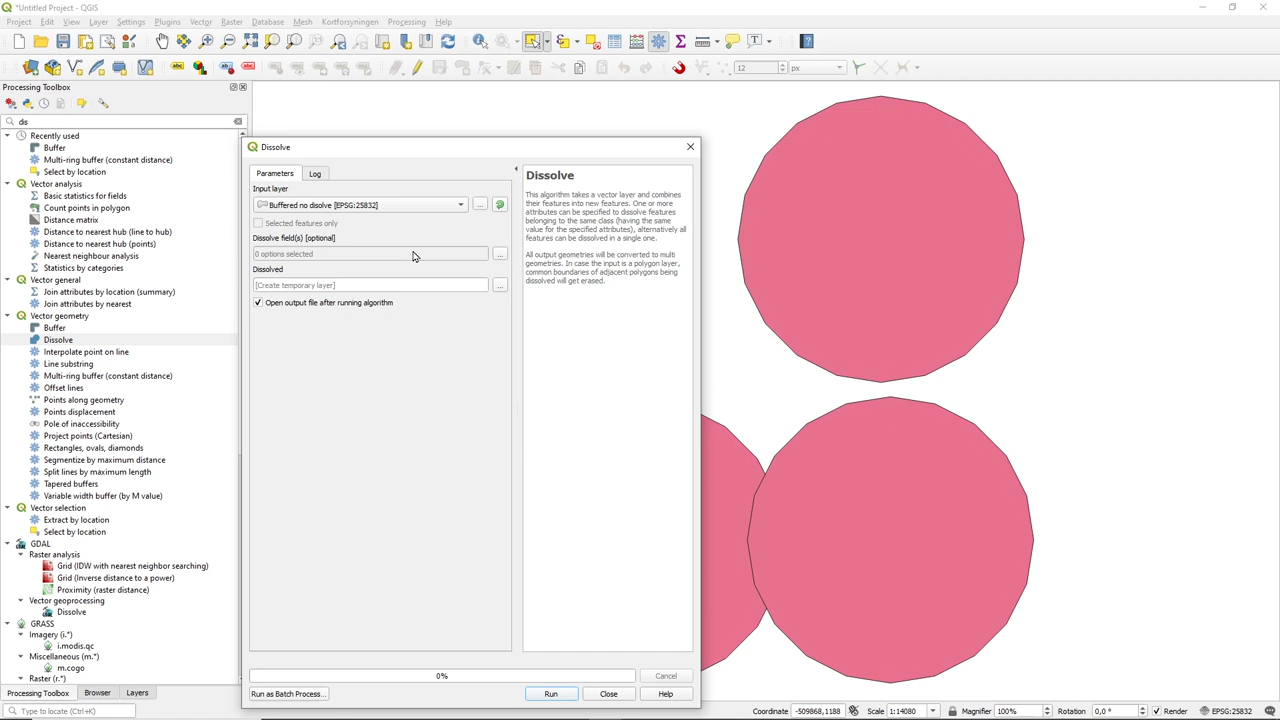 *Untitled Project - QGIS
Project Edit View Layer Settings Plugins Vector Raster Database Mesh Kortforsyningen Processing Help
12 px
Processing Toolbox
dis
Recently used
Buffer
Multi-ring buffer (constant distance)
Select by location
Vector analysis
Basic statistics for fields
Count points in polygon
Distance matrix
Distance to nearest hub (line to hub)
Distance to nearest hub (points)
Nearest neighbour analysis
Statistics by categories
Vector general
Join attributes by location (summary)
Join attributes by nearest
Vector geometry
Buffer
Dissolve
Interpolate point on line
Line substring
Multi-ring buffer (constant distance)
Offset lines
Points along geometry
Points displacement
Pole of inaccessibility
Project points (Cartesian)
Rectangles, ovals, diamonds
Segmentize by maximum distance
Split lines by maximum length
Tapered buffers
Variable width buffer (by M value)
Vector selection
Extract by location
Select by location
GDAL
Raster analysis
Grid (IDW with nearest neighbor searching)
Grid (Inverse distance to a power)
Proximity (raster distance)
Vector geoprocessing
Dissolve
GRASS
Imagery (i.*)
i.modis.qc
Miscellaneous (m.*)
m.cogo
Raster (r.*)
Processing Toolbox Browser Layers
Dissolve
Parameters Log
Input layer
Buffered no disolve [EPSG:25832]
...
Selected features only
Dissolve field(s) [optional]
0 options selected
...
Dissolved
[Create temporary layer]
...
Open output file after running algorithm
Dissolve
This algorithm takes a vector layer and combines
their features into new features. One or more
attributes can be specified to dissolve features
belonging to the same class (having the same
value for the specified attributes), alternatively all
features can be dissolved in a single one.
All output geometries will be converted to multi
geometries. In case the input is a polygon layer,
common boundaries of adjacent polygons being
dissolved will get erased.
0%
Cancel
Run as Batch Process...
Run
Close
Help
Type to locate (Ctrl+K)
Coordinate -509868,1188 Scale 1:14080 Magnifier 100% Rotation 0,0 ° Render EPSG:25832